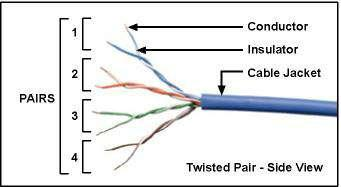 1
Conductor
Insulator
2
Cable Jacket
PAIRS
3
4
Twisted Pair - Side View